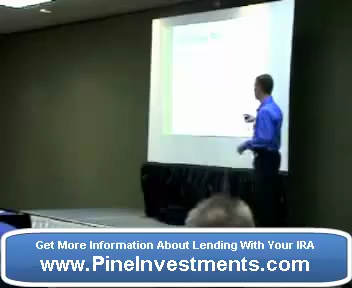 Get More Information About Lending With Your IRA
www.PineInvestments.com